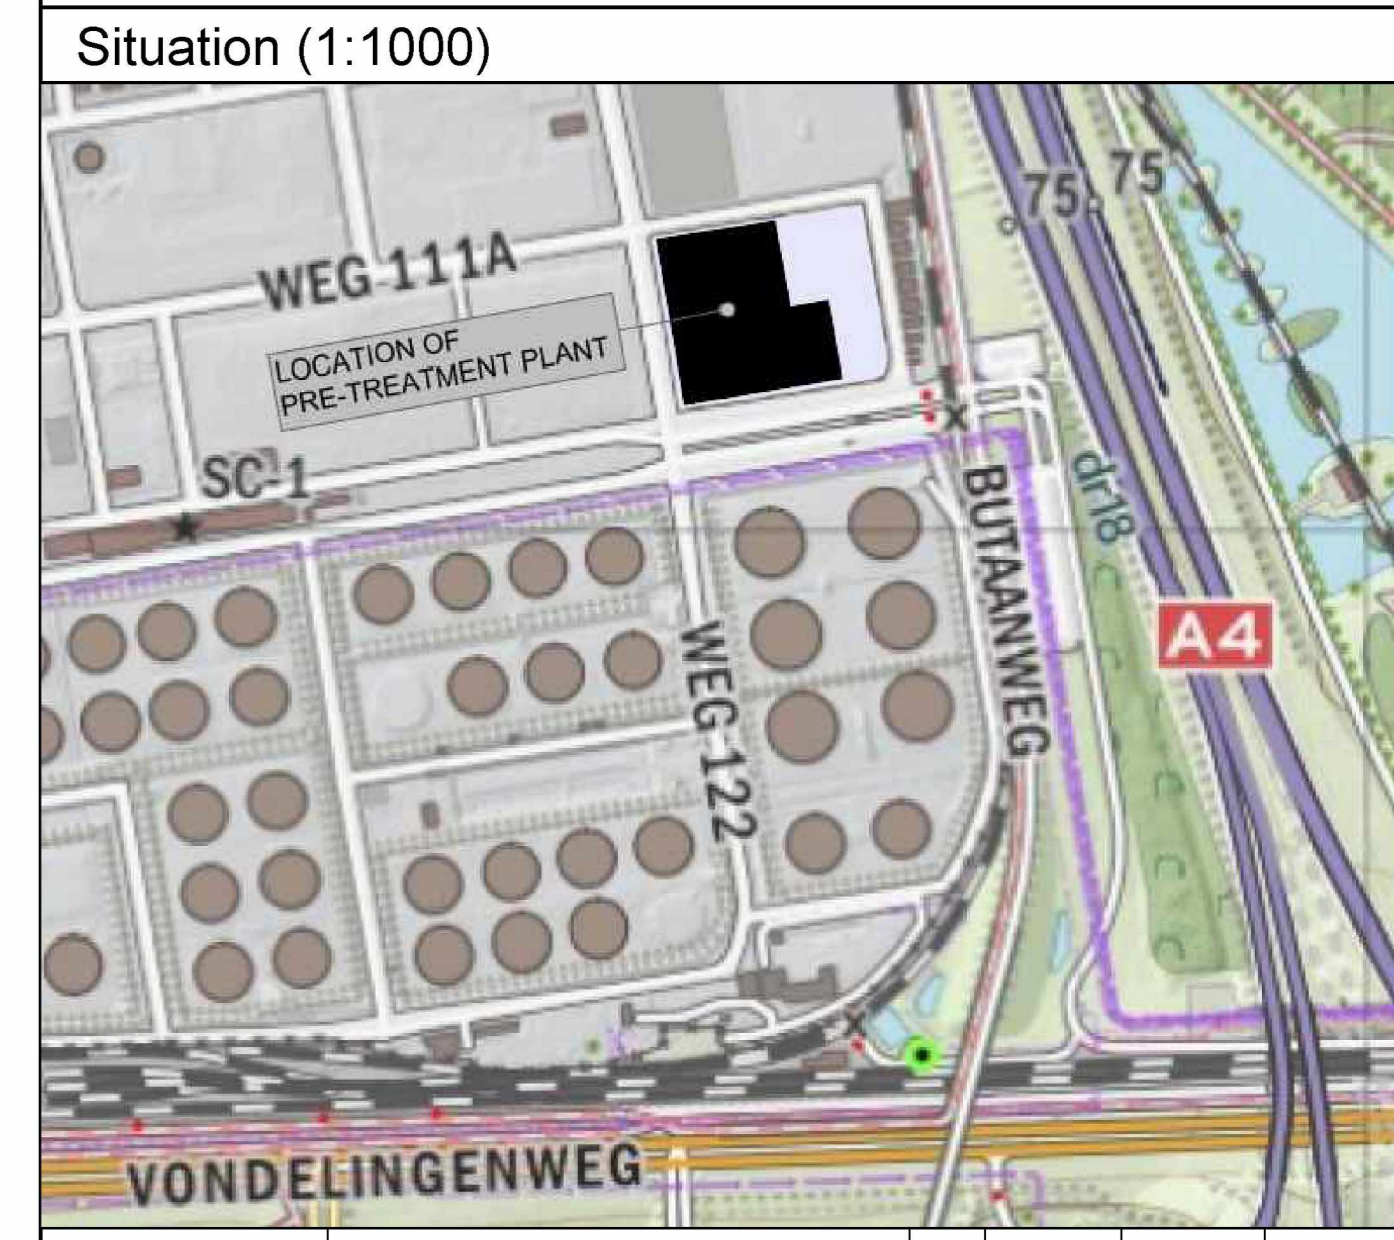 Situation (1:1000)
75
75
WEG 111A
LOCATION OF
PRE-TREATMENT PLANT
SC-1
BUTAANWEG
dr18
A4
WEG 122
VONDELINGENWEG